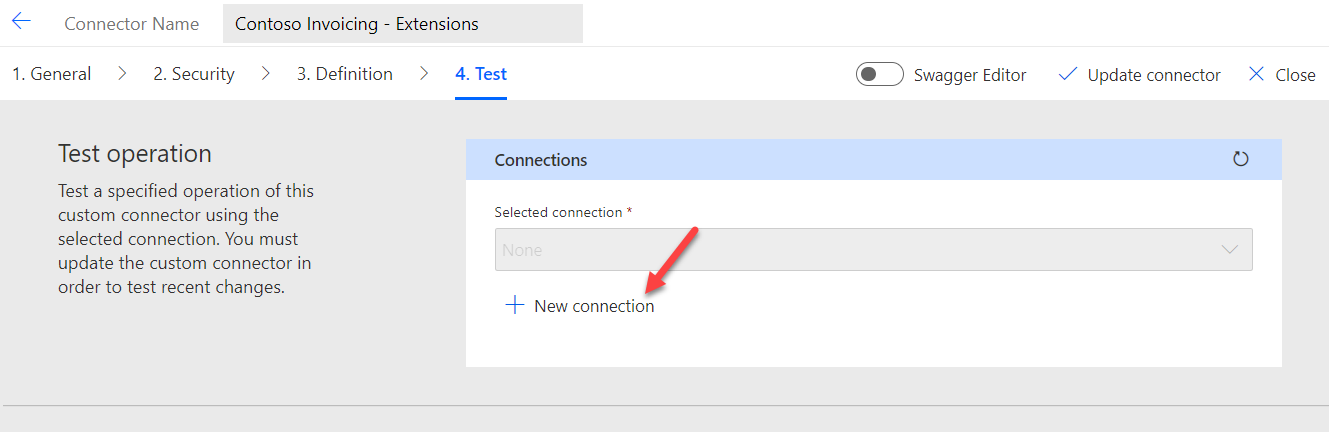 Connector Name Contoso Invoicing - Extensions
1. General 2. Security 3. Definition 4. Test Swagger Editor Update connector Close
Test operation
Test a specified operation of this
custom connector using the
selected connection. You must
update the custom connector in
order to test recent changes.
Connections
Selected connection *
None
New connection